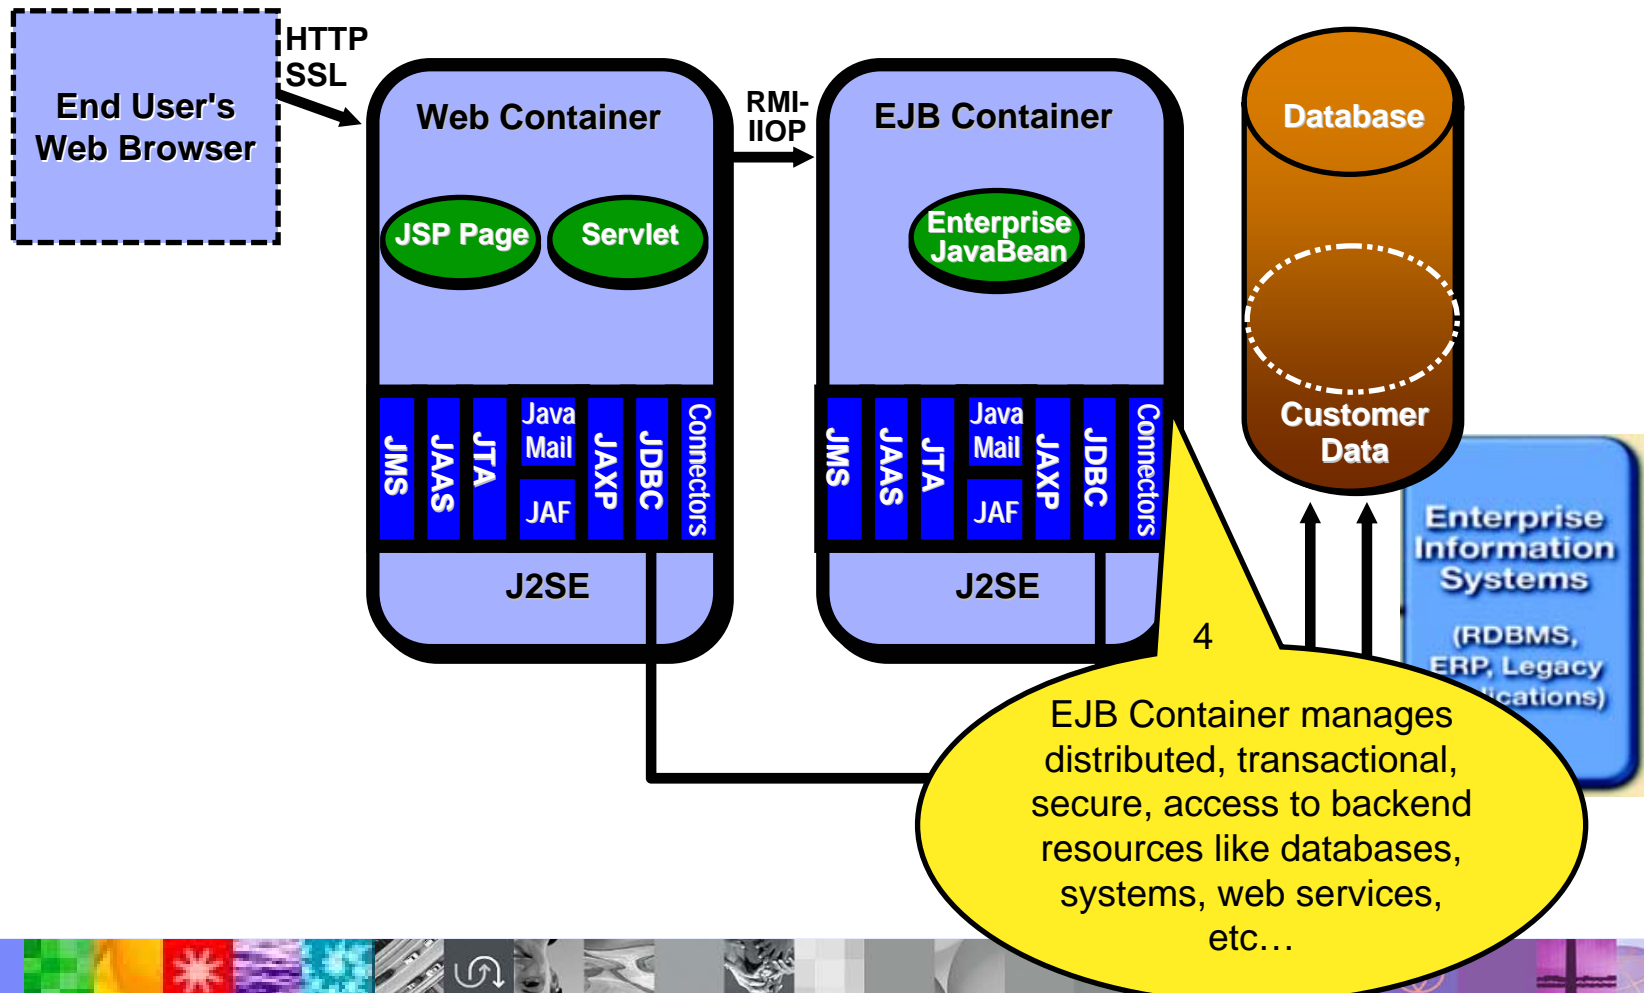 End User's
Web Browser
HTTP
SSL
Web Container
JSP Page
Servlet
JMS
JAAS
JTA
Java
Mail
JAF
JAXP
JDBC
Connectors
J2SE
RMI-
IIOP
EJB Container
Enterprise
JavaBean
JMS
JAAS
JTA
Java
Mail
JAF
JAXP
JDBC
Connectors
J2SE
Database
Customer
Data
Enterprise
Information
Systems
(RDBMS,
ERP, Legacy
4
EJB Container manages
distributed, transactional,
secure, access to backend
resources like databases,
systems, web services,
etc…